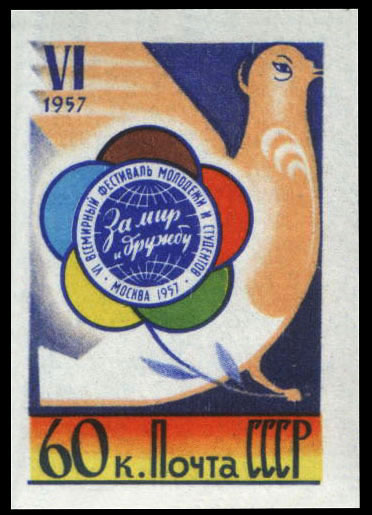 VI
1957
VI ВСЕМИРНЫЙ ФЕСТИВАЛЬ МОЛОДЕЖИ И СТУДЕНТОВ
За мир
и дружбу
• МОСКВА 1957 •
60 к. Почта СССР